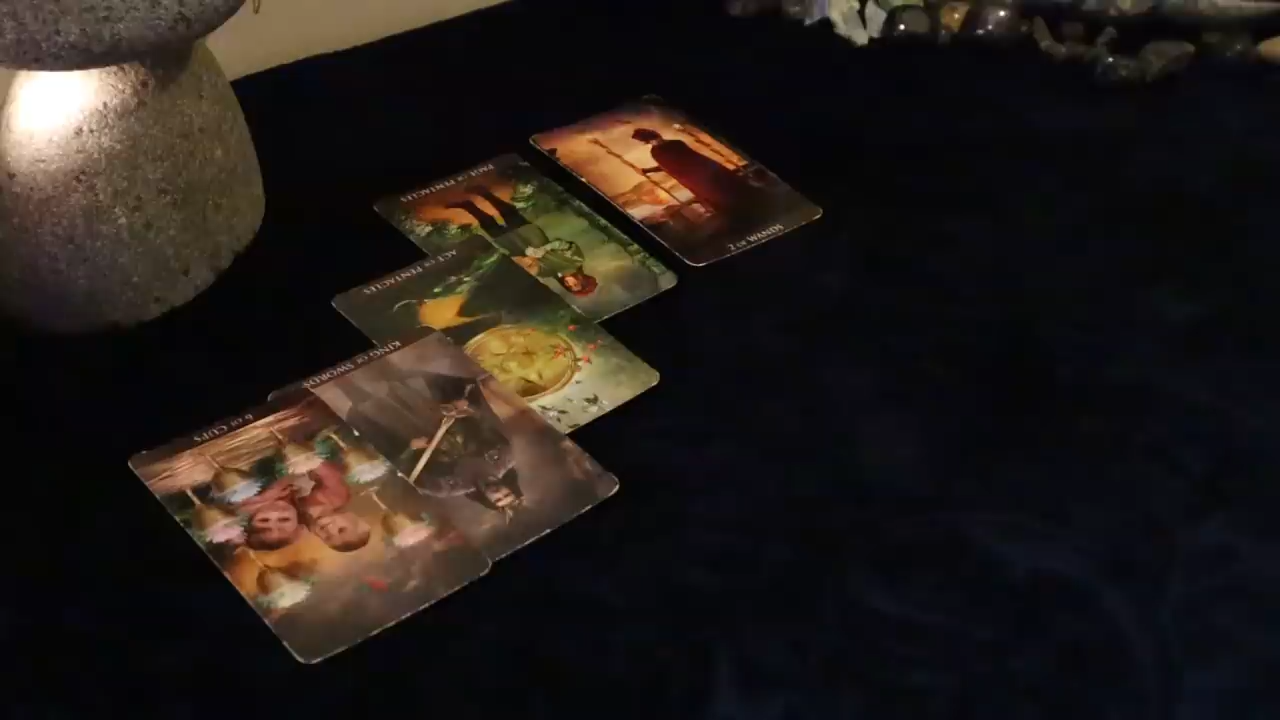 PAGE OF PENTACLES
2 OF WANDS
ACE OF PENTACLES
KING OF SWORDS
6 OF CUPS